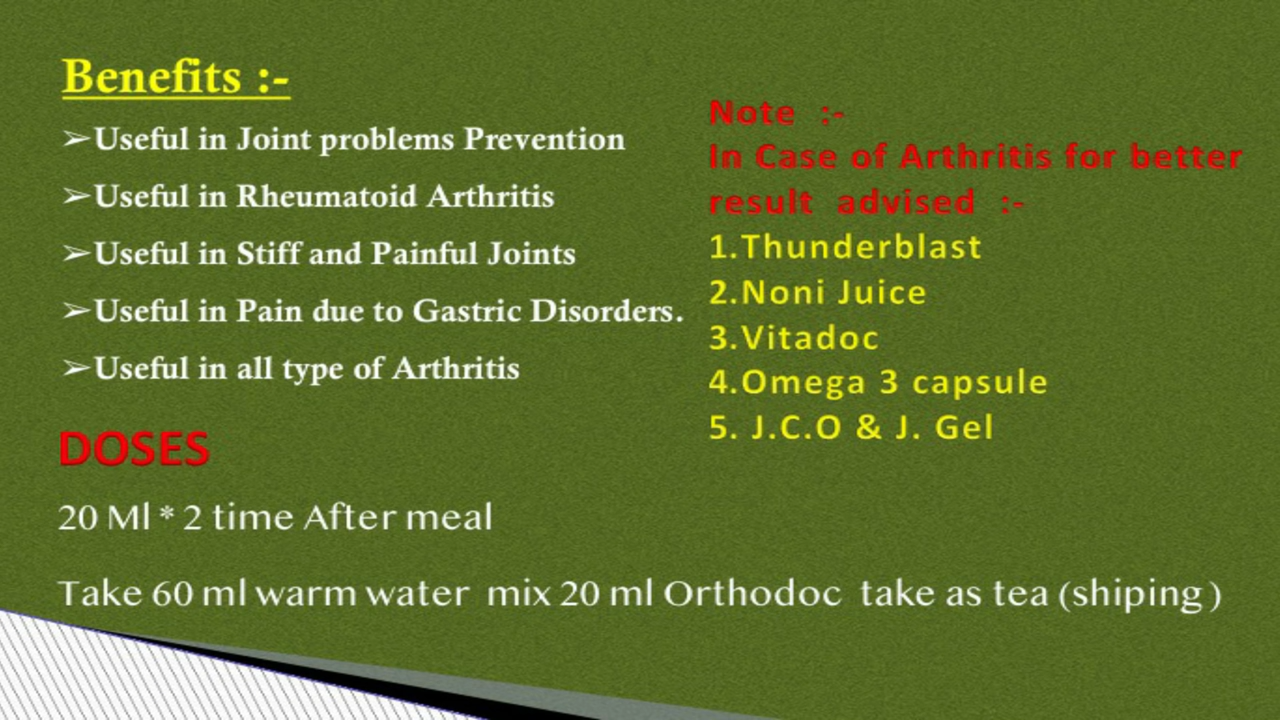 Benefits :-
➢Useful in Joint problems Prevention
➢Useful in Rheumatoid Arthritis
➢Useful in Stiff and Painful Joints
➢Useful in Pain due to Gastric Disorders.
➢Useful in all type of Arthritis
DOSES
20 Ml * 2 time After meal
Take 60 ml warm water mix 20 ml Orthodoc take as tea (shiping )
Note :-
In Case of Arthritis for better
result advised :-
1.Thunderblast
2.Noni Juice
3.Vitadoc
4.Omega 3 capsule
5. J.C.O & J. Gel